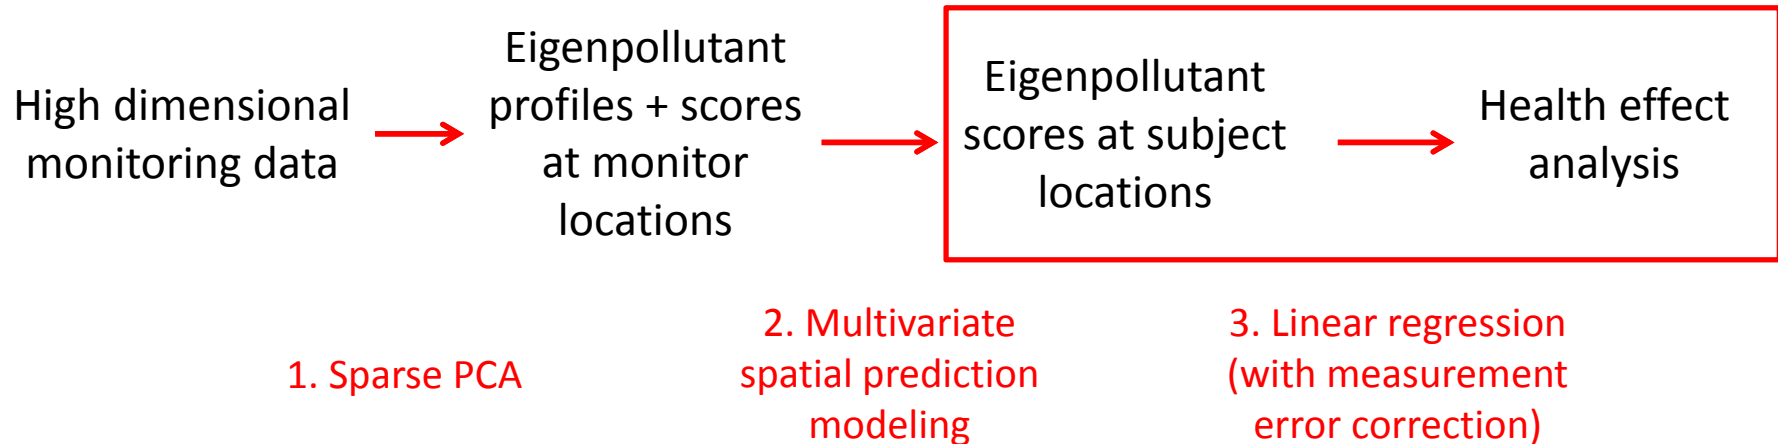 High dimensional
monitoring data
Eigenpollutant
profiles + scores
at monitor
locations
Eigenpollutant
scores at subject
locations
Health effect
analysis
1. Sparse PCA
2. Multivariate
spatial prediction
modeling
3. Linear regression
(with measurement
error correction)